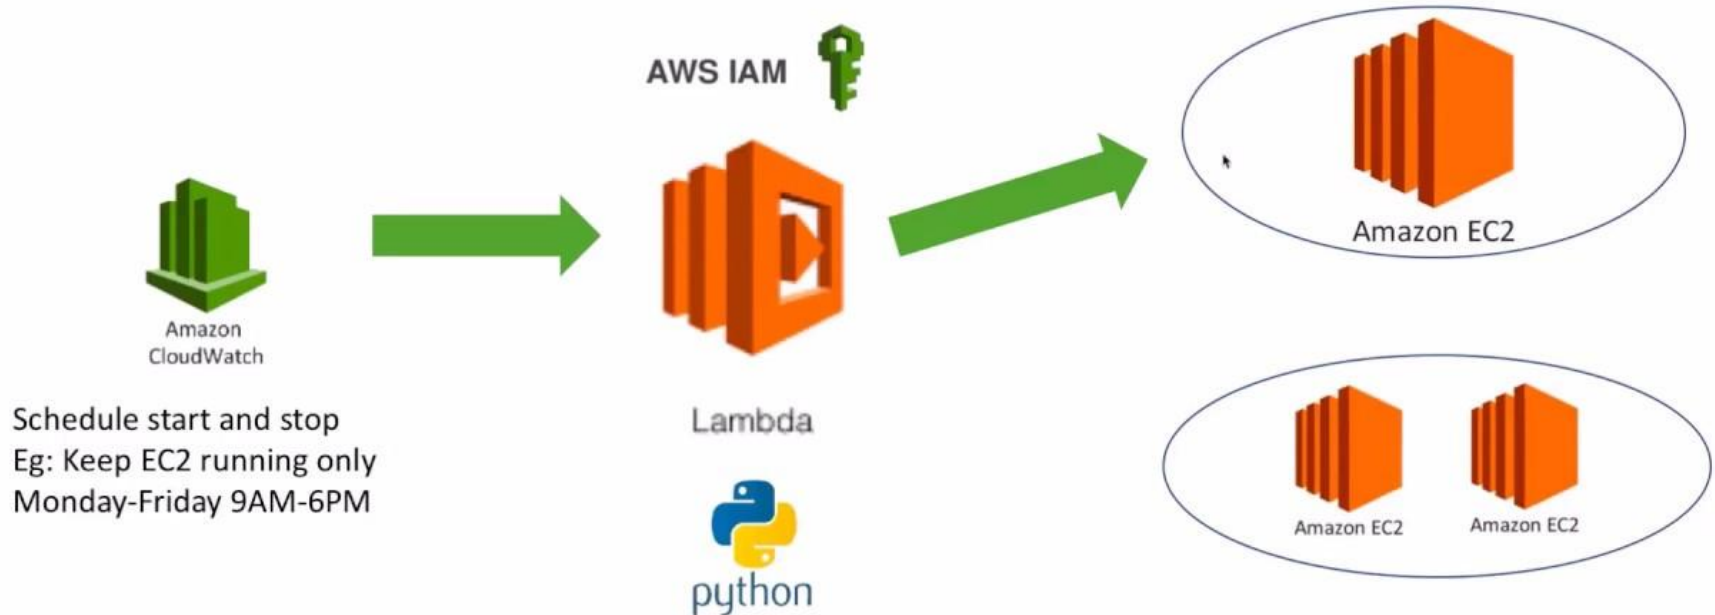 AWS IAM
Amazon EC2
Amazon
CloudWatch
Schedule start and stop
Eg: Keep EC2 running only
Monday-Friday 9AM-6PM
Lambda
python
Amazon EC2
Amazon EC2